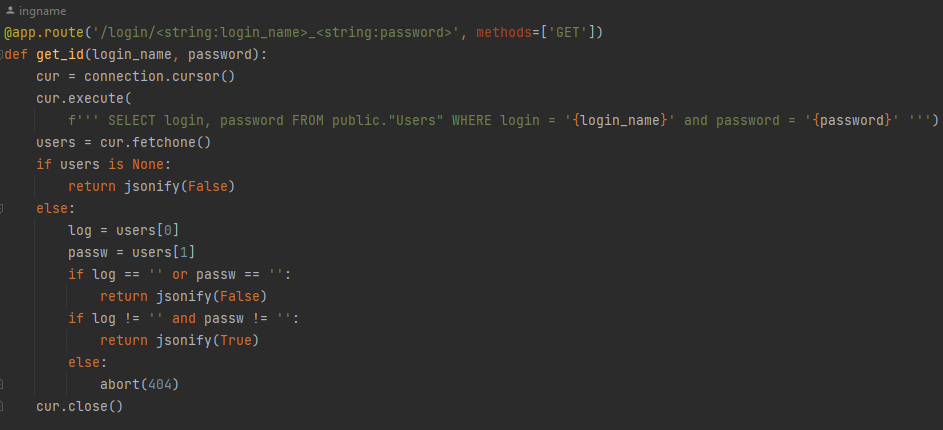 ingname
@app.route('/login/<string:login_name>_<string:password>', methods=['GET'])
def get_id(login_name, password):
    cur = connection.cursor()
    cur.execute(
        f''' SELECT login, password FROM public."Users" WHERE login = '{login_name}' and password = '{password}' ''')
    users = cur.fetchone()
    if users is None:
        return jsonify(False)
    else:
        log = users[0]
        passw = users[1]
        if log == '' or passw == '':
            return jsonify(False)
        if log != '' and passw != '':
            return jsonify(True)
        else:
            abort(404)
    cur.close()